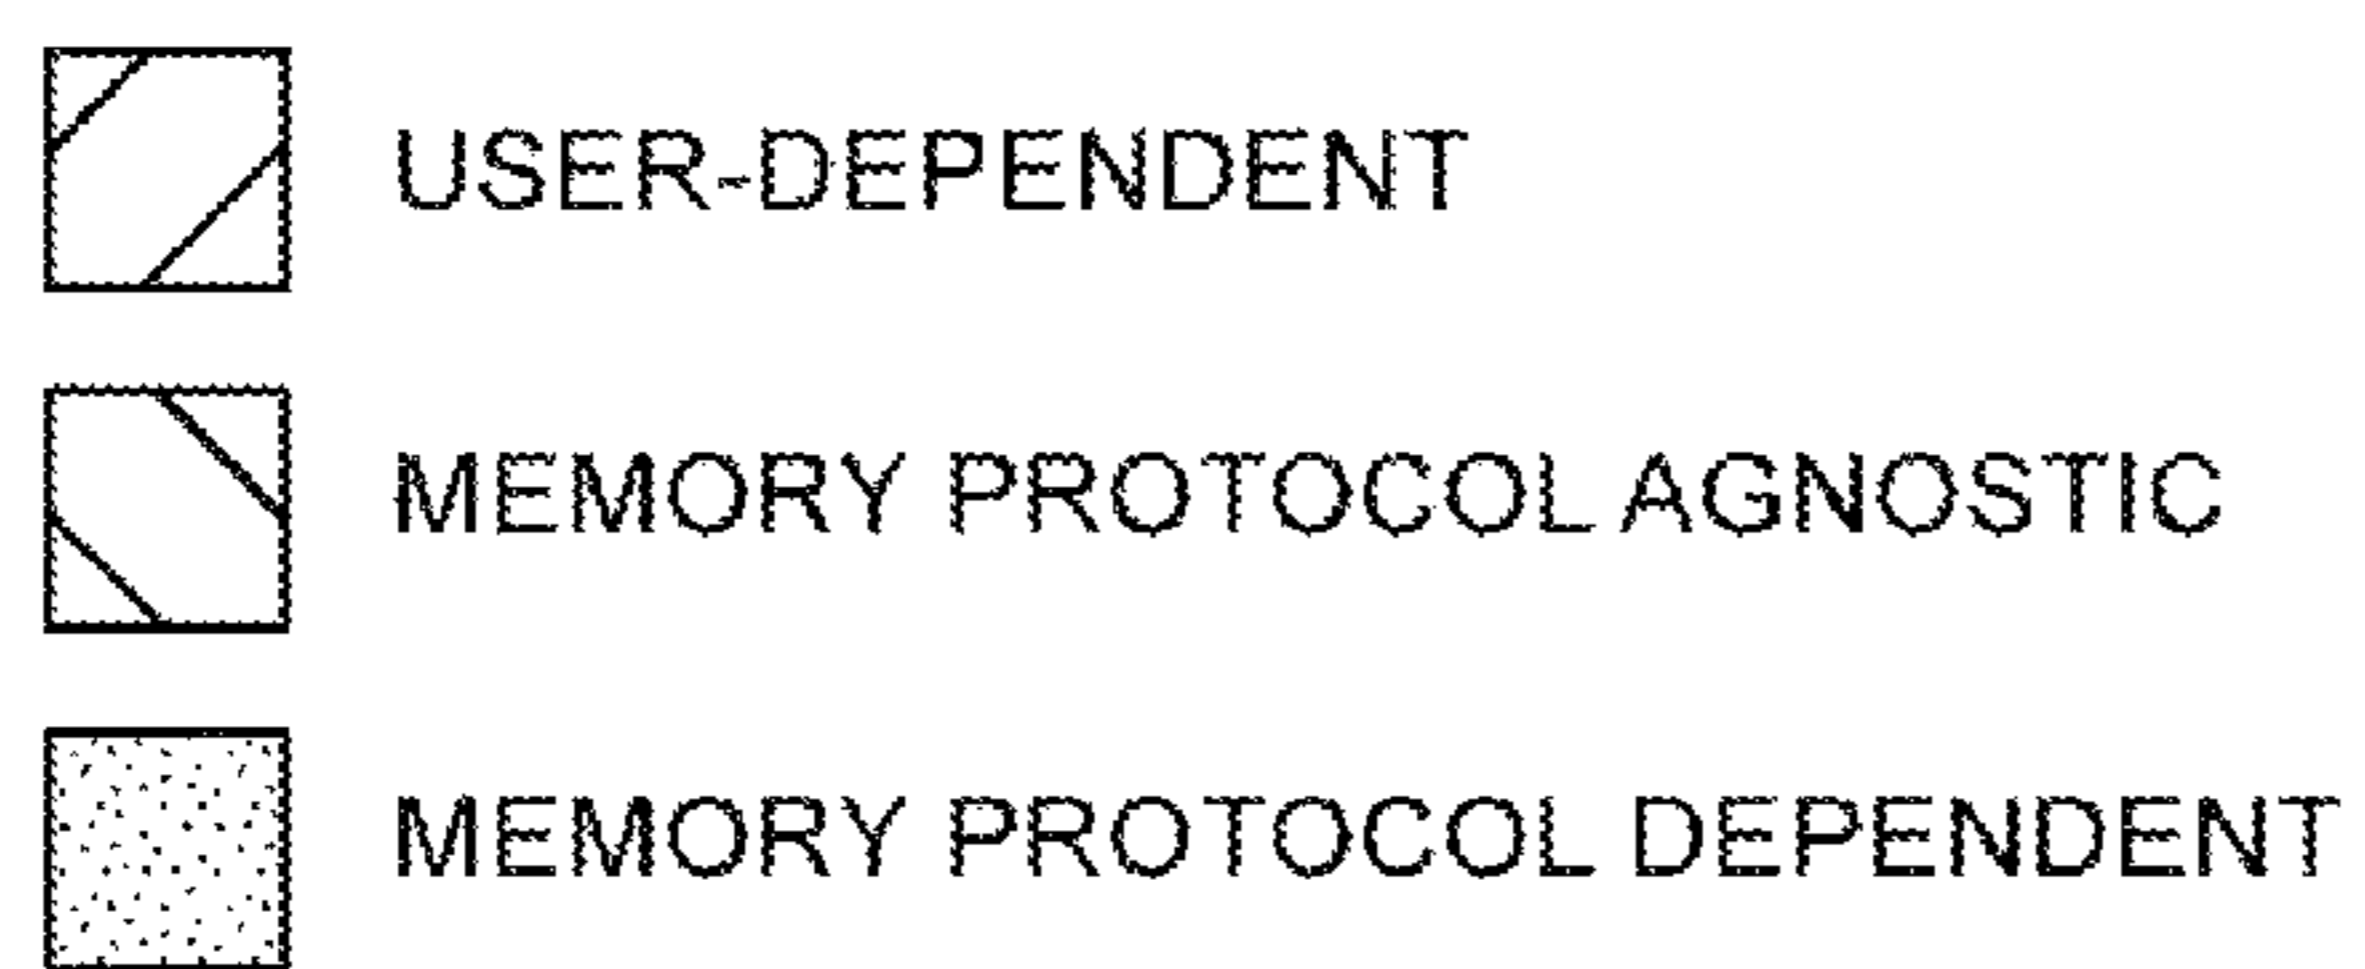 USER-DEPENDENT
MEMORY PROTOCOL AGNOSTIC
MEMORY PROTOCOL DEPENDENT